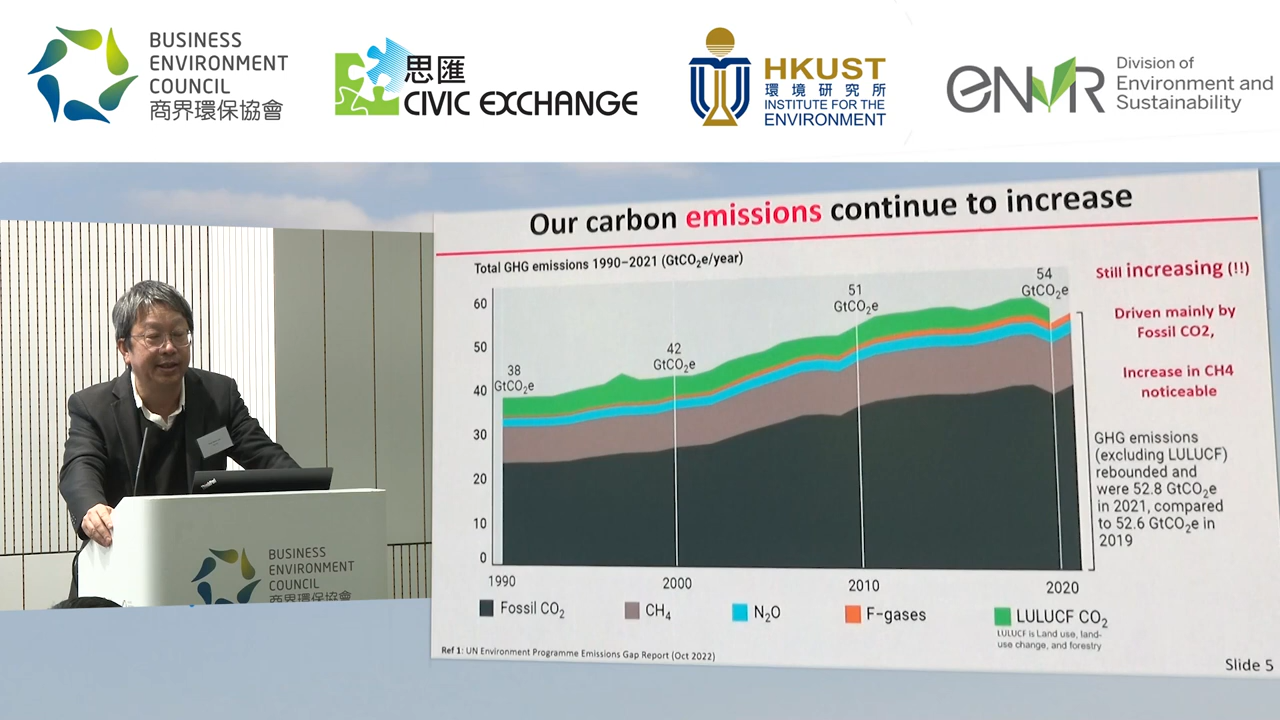 BUSINESS
ENVIRONMENT
COUNCIL
商界環保協會
思匯
CIVIC EXCHANGE
HKUST
環境研究所
INSTITUTE FOR THE
ENVIRONMENT
ENVR
Division of
Environment and
Sustainability
Our carbon emissions continue to increase
Total GHG emissions 1990–2021 (GtCO₂e/year)
60
50
40
30
20
10
0
38
GtCO₂e
42
GtCO₂e
51
GtCO₂e
54
GtCO₂e
1990
2000
2010
2020
Still increasing (!!)
Driven mainly by
Fossil CO2,
Increase in CH4
noticeable
GHG emissions
(excluding LULUCF)
rebounded and
were 52.8 GtCO₂e
in 2021, compared
to 52.6 GtCO₂e in
2019
Fossil CO₂
CH₄
N₂O
F-gases
LULUCF CO₂
LULUCF is Land use, land-
use change, and forestry
Ref 1: UN Environment Programme Emissions Gap Report (Oct 2022)
Slide 5
ThinkPad
BUSINESS
ENVIRONMENT
COUNCIL
商界環保協會